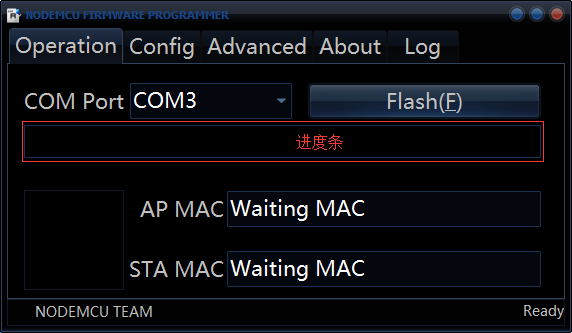 NODEMCU FIRMWARE PROGRAMMER
Operation Config Advanced About Log
COM Port COM3 Flash(F)
进度条
AP MAC Waiting MAC
STA MAC Waiting MAC
NODEMCU TEAM Ready